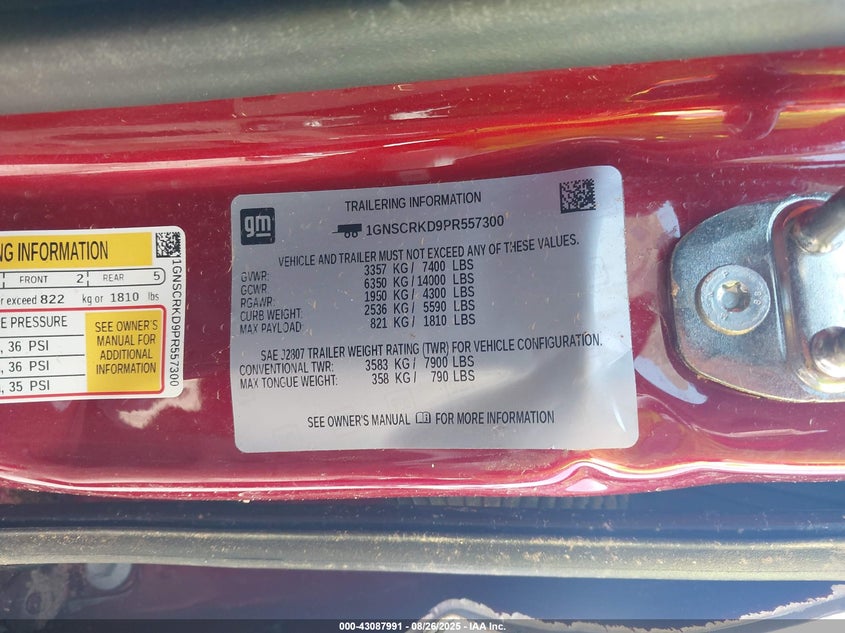 NG INFORMATION
FRONT 2 REAR 5
r exceed 822 kg or 1810 lbs
E PRESSURE
, 36 PSI
, 36 PSI
, 35 PSI
SEE OWNER'S
MANUAL FOR
ADDITIONAL
INFORMATION
1GNSCRKD9PR557300
gm
TRAILERING INFORMATION
1GNSCRKD9PR557300
VEHICLE AND TRAILER MUST NOT EXCEED ANY OF THESE VALUES.
GVWR: 3357 KG / 7400 LBS
GCWR: 6350 KG / 14000 LBS
RGAWR: 1950 KG / 4300 LBS
CURB WEIGHT: 2536 KG / 5590 LBS
MAX PAYLOAD: 821 KG / 1810 LBS
SAE J2807 TRAILER WEIGHT RATING (TWR) FOR VEHICLE CONFIGURATION.
CONVENTIONAL TWR: 3583 KG / 7900 LBS
MAX TONGUE WEIGHT: 358 KG / 790 LBS
SEE OWNER'S MANUAL FOR MORE INFORMATION
000-43087991 - 08/26/2025 - IAA Inc.